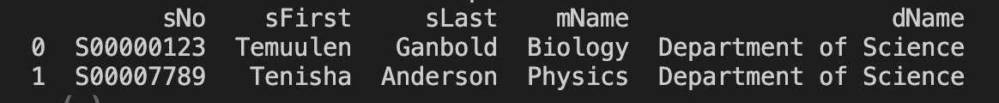 sNo sFirst sLast mName dName
0 S00000123 Temuulen Ganbold Biology Department of Science
1 S00007789 Tenisha Anderson Physics Department of Science